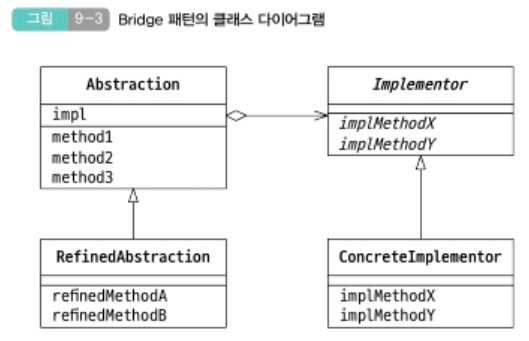 그림 9-3 Bridge 패턴의 클래스 다이어그램
Abstraction
impl
method1
method2
method3
Implementor
implMethodX
implMethodY
RefinedAbstraction
refinedMethodA
refinedMethodB
ConcreteImplementor
implMethodX
implMethodY